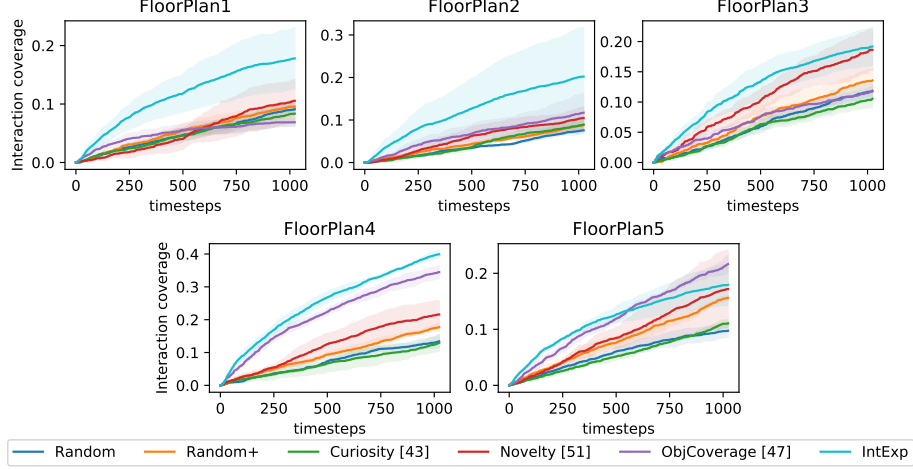 FloorPlan1 FloorPlan2 FloorPlan3
Interaction coverage
0.2
0.1
0.0
0 250 500 750 1000
timesteps
0.3
0.2
0.1
0.0
0 250 500 750 1000
timesteps
0.20
0.15
0.10
0.05
0.00
0 250 500 750 1000
timesteps
FloorPlan4 FloorPlan5
Interaction coverage
0.4
0.3
0.2
0.1
0.0
0 250 500 750 1000
timesteps
0.2
0.1
0.0
0 250 500 750 1000
timesteps
Random Random+ Curiosity [43] Novelty [51] ObjCoverage [47] IntExp